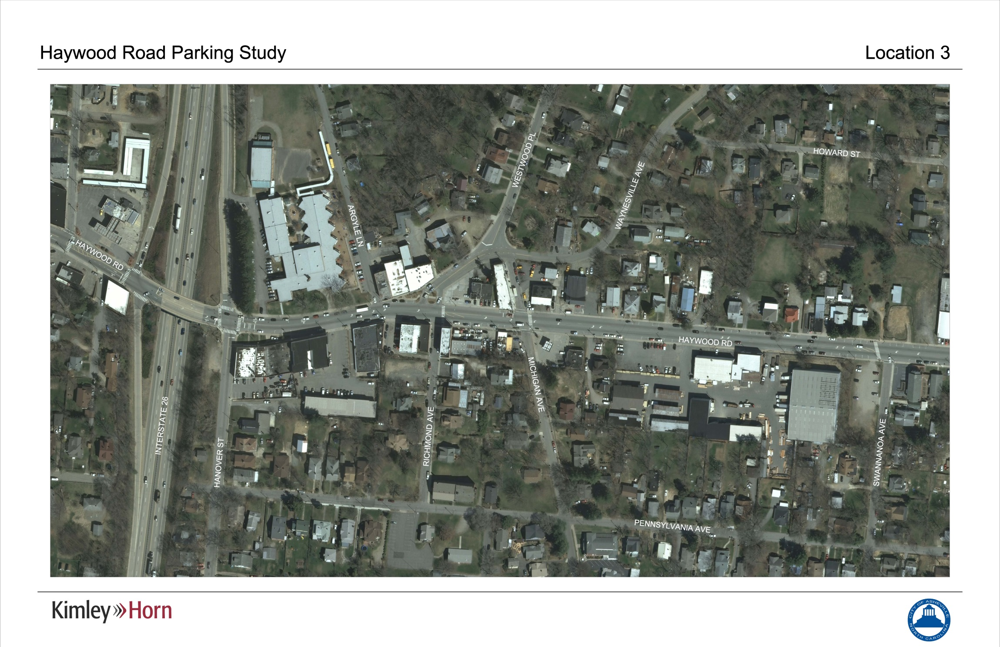 Haywood Road Parking Study
Location 3
HAYWOOD RD
ARGYLE LN
WESTWOOD PL
WAYNESVILLE AVE
HOWARD ST
HAYWOOD RD
INTERSTATE 26
HANOVER ST
RICHMOND AVE
MICHIGAN AVE
SWANNANOA AVE
PENNSYLVANIA AVE
Kimley»Horn
CITY OF ASHEVILLE
NORTH CAROLINA